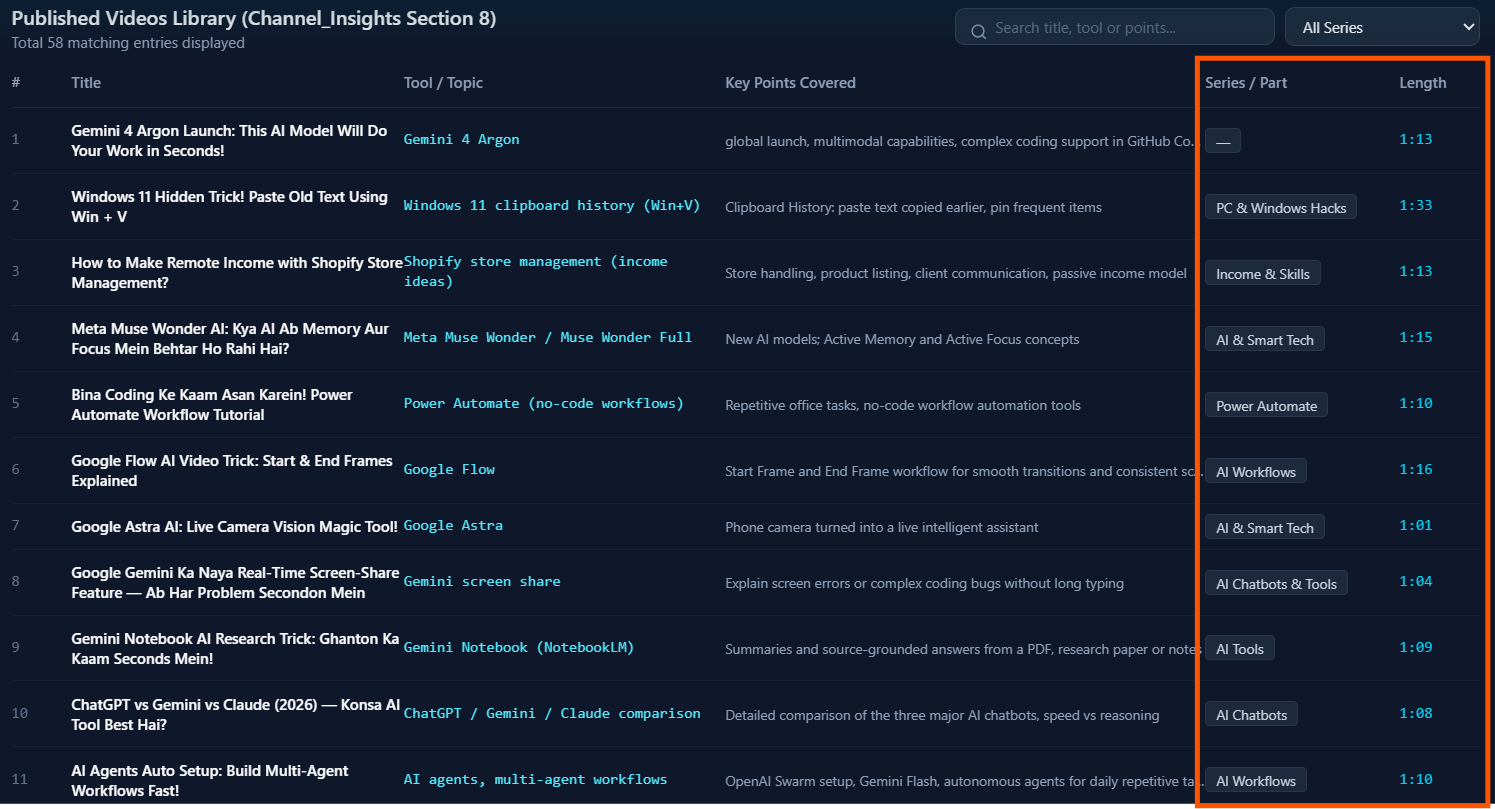 Published Videos Library (Channel_Insights Section 8)
Total 58 matching entries displayed
Search title, tool or points...
All Series
# Title Tool / Topic Key Points Covered Series / Part Length
1 Gemini 4 Argon Launch: This AI Model Will Do
Your Work in Seconds! Gemini 4 Argon global launch, multimodal capabilities, complex coding support in GitHub Co... — 1:13
2 Windows 11 Hidden Trick! Paste Old Text Using
Win + V Windows 11 clipboard history (Win+V) Clipboard History: paste text copied earlier, pin frequent items PC & Windows Hacks 1:33
3 How to Make Remote Income with Shopify Store
Management? Shopify store management (income
ideas) Store handling, product listing, client communication, passive income model Income & Skills 1:13
4 Meta Muse Wonder AI: Kya AI Ab Memory Aur
Focus Mein Behtar Ho Rahi Hai? Meta Muse Wonder / Muse Wonder Full New AI models; Active Memory and Active Focus concepts AI & Smart Tech 1:15
5 Bina Coding Ke Kaam Asan Karein! Power
Automate Workflow Tutorial Power Automate (no-code workflows) Repetitive office tasks, no-code workflow automation tools Power Automate 1:10
6 Google Flow AI Video Trick: Start & End Frames
Explained Google Flow Start Frame and End Frame workflow for smooth transitions and consistent sc... AI Workflows 1:16
7 Google Astra AI: Live Camera Vision Magic Tool! Google Astra Phone camera turned into a live intelligent assistant AI & Smart Tech 1:01
8 Google Gemini Ka Naya Real-Time Screen-Share
Feature — Ab Har Problem Secondon Mein Gemini screen share Explain screen errors or complex coding bugs without long typing AI Chatbots & Tools 1:04
9 Gemini Notebook AI Research Trick: Ghanton Ka
Kaam Seconds Mein! Gemini Notebook (NotebookLM) Summaries and source-grounded answers from a PDF, research paper or notes AI Tools 1:09
10 ChatGPT vs Gemini vs Claude (2026) — Konsa AI
Tool Best Hai? ChatGPT / Gemini / Claude comparison Detailed comparison of the three major AI chatbots, speed vs reasoning AI Chatbots 1:08
11 AI Agents Auto Setup: Build Multi-Agent
Workflows Fast! AI agents, multi-agent workflows OpenAI Swarm setup, Gemini Flash, autonomous agents for daily repetitive ta... AI Workflows 1:10